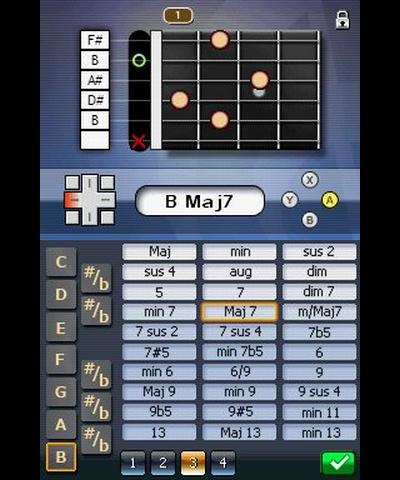 1
F#
B
A#
D#
B
B Maj7
X
Y A
B
C
D
E
F
G
A
B
#/b
#/b
#/b
#/b
#/b
Maj min sus 2
sus 4 aug dim
5 7 dim 7
min 7 Maj 7 m/Maj7
7 sus 2 7 sus 4 7b5
7#5 min 7b5 6
min 6 6/9 9
Maj 9 min 9 9 sus 4
9b5 9#5 min 11
13 Maj 13 min 13
1 2 3 4